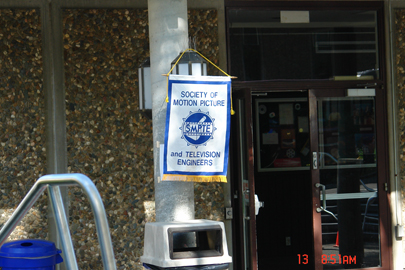 SOCIETY OF
MOTION PICTURE
SMPTE
and TELEVISION
ENGINEERS
13 8:51AM